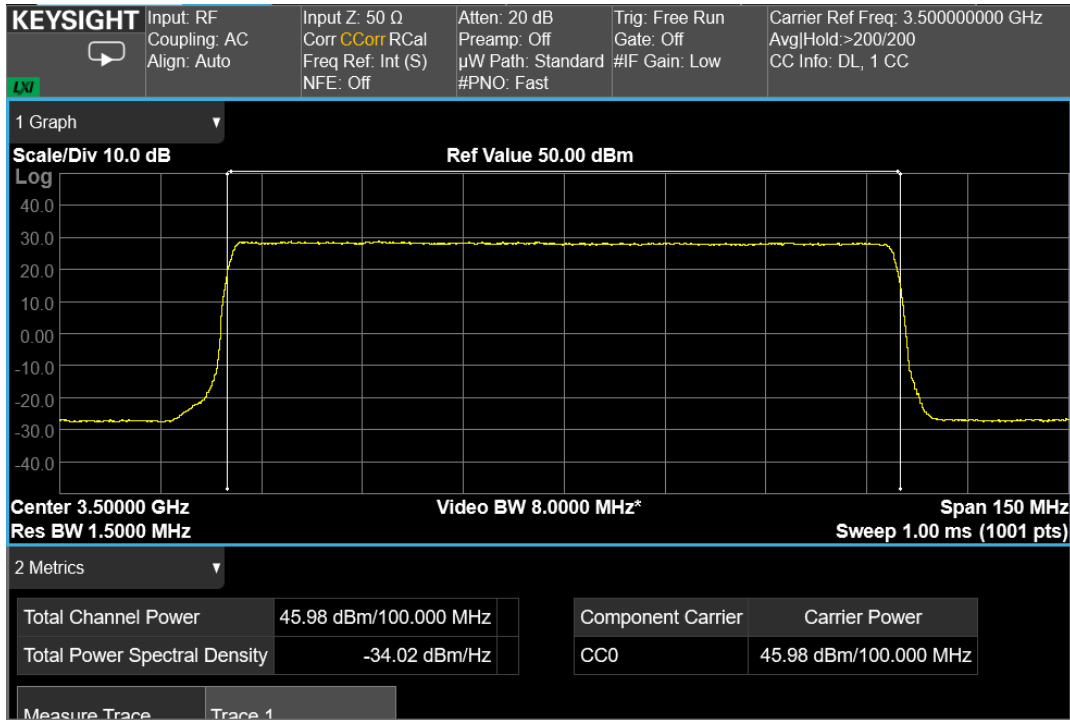 KEYSIGHT Input: RF Input Z: 50 Ω Atten: 20 dB Trig: Free Run Carrier Ref Freq: 3.500000000 GHz
Coupling: AC Corr CCorr RCal Preamp: Off Gate: Off Avg|Hold:>200/200
Align: Auto Freq Ref: Int (S) µW Path: Standard #IF Gain: Low CC Info: DL, 1 CC
LXI NFE: Off #PNO: Fast
1 Graph
Scale/Div 10.0 dB Ref Value 50.00 dBm
Log
40.0
30.0
20.0
10.0
0.00
-10.0
-20.0
-30.0
-40.0
Center 3.50000 GHz Video BW 8.0000 MHz* Span 150 MHz
Res BW 1.5000 MHz Sweep 1.00 ms (1001 pts)
2 Metrics
Total Channel Power 45.98 dBm/100.000 MHz Component Carrier Carrier Power
Total Power Spectral Density -34.02 dBm/Hz CC0 45.98 dBm/100.000 MHz
Measure Trace Trace 1